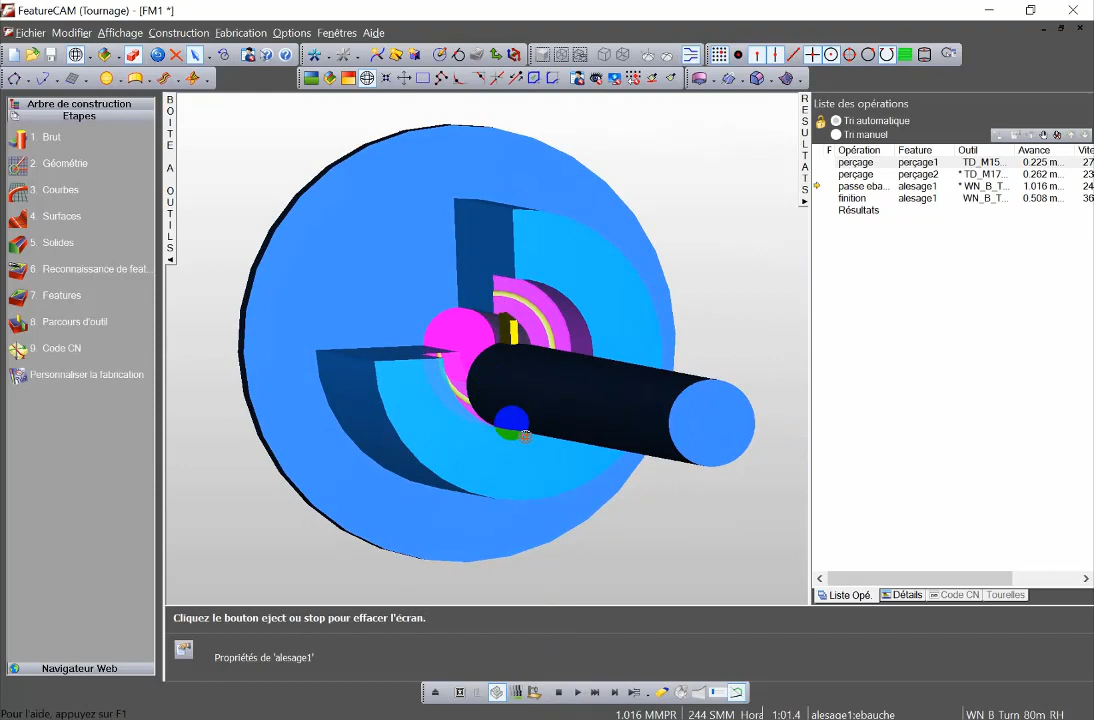 FeatureCAM (Tournage) - [FM1 *]
Fichier Modifier Affichage Construction Fabrication Options Fenêtres Aide
Arbre de construction
Etapes
1. Brut
2. Géométrie
3. Courbes
4. Surfaces
5. Solides
6 Reconnaissance de feat...
7. Features
8 Parcours d'outil
9. Code CN
Personnaliser la fabrication
Navigateur Web
BOITE A OUTILS
RESULTATS
Liste des opérations
Tri automatique
Tri manuel
F Opération Feature Outil Avance Vite
perçage perçage1 TD_M15... 0.225 m... 27
perçage perçage2 * TD_M17... 0.262 m... 23
passe eba... alesage1 * WN_B_T... 1.016 m... 24
finition alesage1 WN_B_T... 0.508 m... 36
Résultats
Liste Opé. Détails Code CN Tourelles
Cliquez le bouton eject ou stop pour effacer l'écran.
Propriétés de 'alesage1'
Pour l'aide, appuyez sur F1
1.016 MMPR 244 SMM Hora 1:01.4 alesage1:ebauche WN B Turn 80m RH